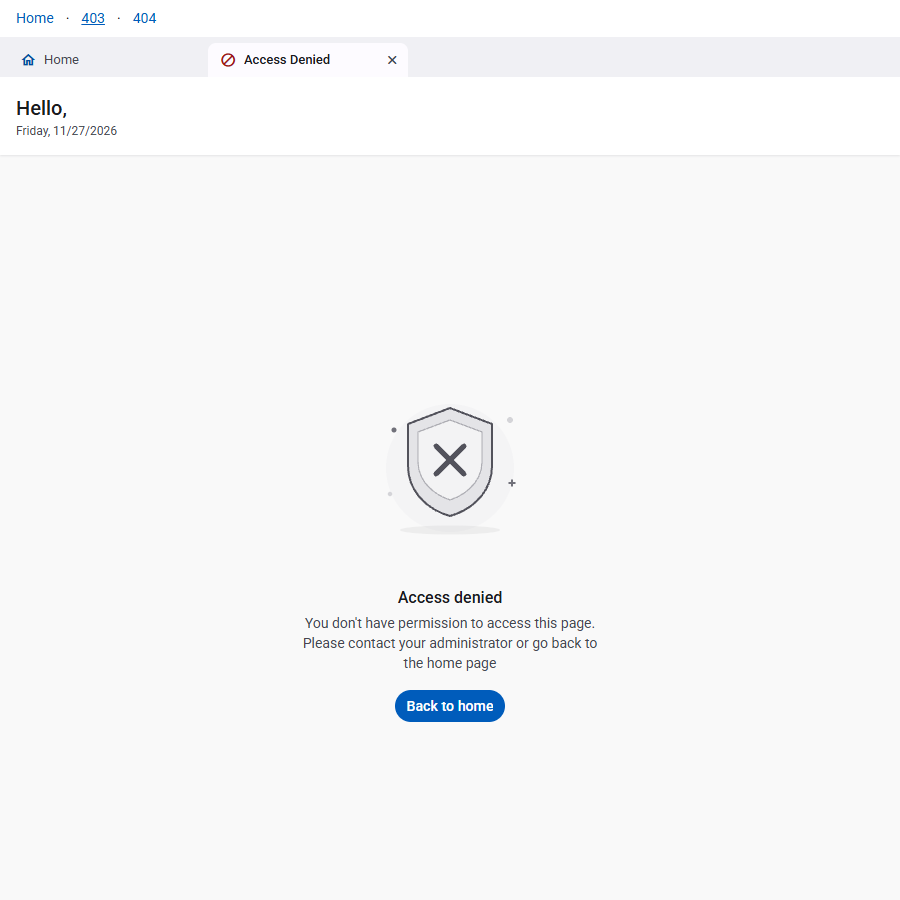 Home · 403 · 404
Home
Access Denied
Hello,
Friday, 11/27/2026
Access denied
You don't have permission to access this page.
Please contact your administrator or go back to
the home page
Back to home